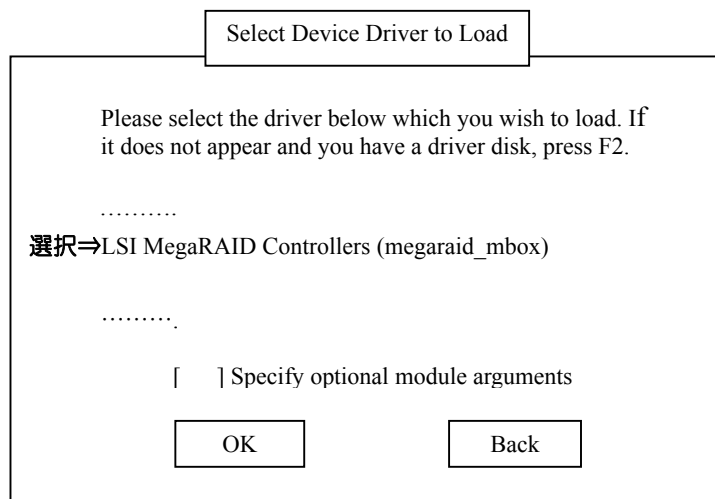 Select Device Driver to Load
Please select the driver below which you wish to load. If
it does not appear and you have a driver disk, press F2.
……….
選択⇒LSI MegaRAID Controllers (megaraid_mbox)
……….
[    ] Specify optional module arguments
OK
Back